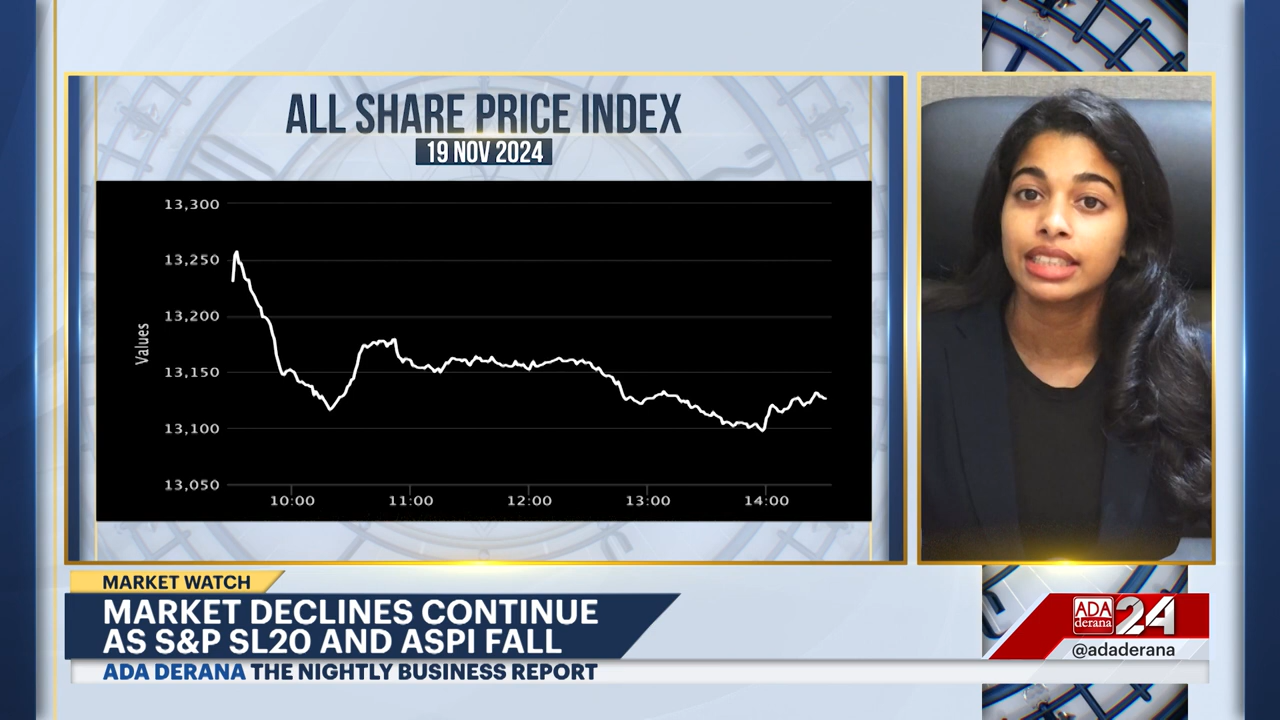 ALL SHARE PRICE INDEX
19 NOV 2024
Values
13,300
13,250
13,200
13,150
13,100
13,050
10:00 11:00 12:00 13:00 14:00
MARKET WATCH
MARKET DECLINES CONTINUE
AS S&P SL20 AND ASPI FALL
ADA DERANA THE NIGHTLY BUSINESS REPORT
ADA
derana 24
@adaderana